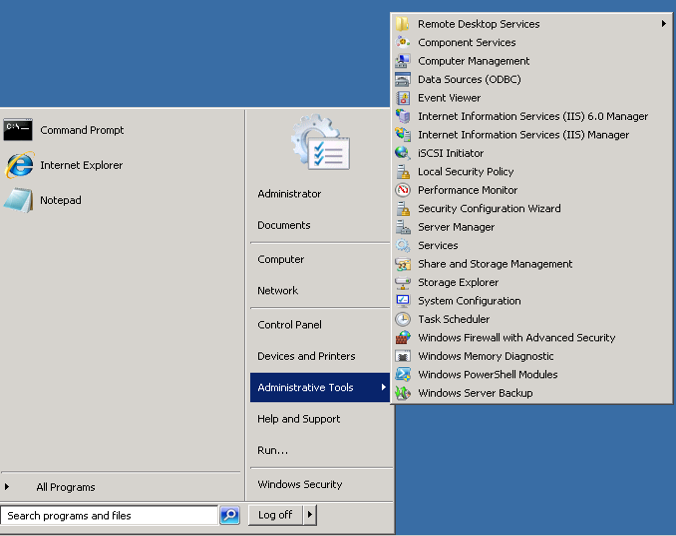 Command Prompt
Internet Explorer
Notepad
All Programs
Search programs and files
Administrator
Documents
Computer
Network
Control Panel
Devices and Printers
Administrative Tools
Help and Support
Run...
Windows Security
Log off
Remote Desktop Services
Component Services
Computer Management
Data Sources (ODBC)
Event Viewer
Internet Information Services (IIS) 6.0 Manager
Internet Information Services (IIS) Manager
iSCSI Initiator
Local Security Policy
Performance Monitor
Security Configuration Wizard
Server Manager
Services
Share and Storage Management
Storage Explorer
System Configuration
Task Scheduler
Windows Firewall with Advanced Security
Windows Memory Diagnostic
Windows PowerShell Modules
Windows Server Backup